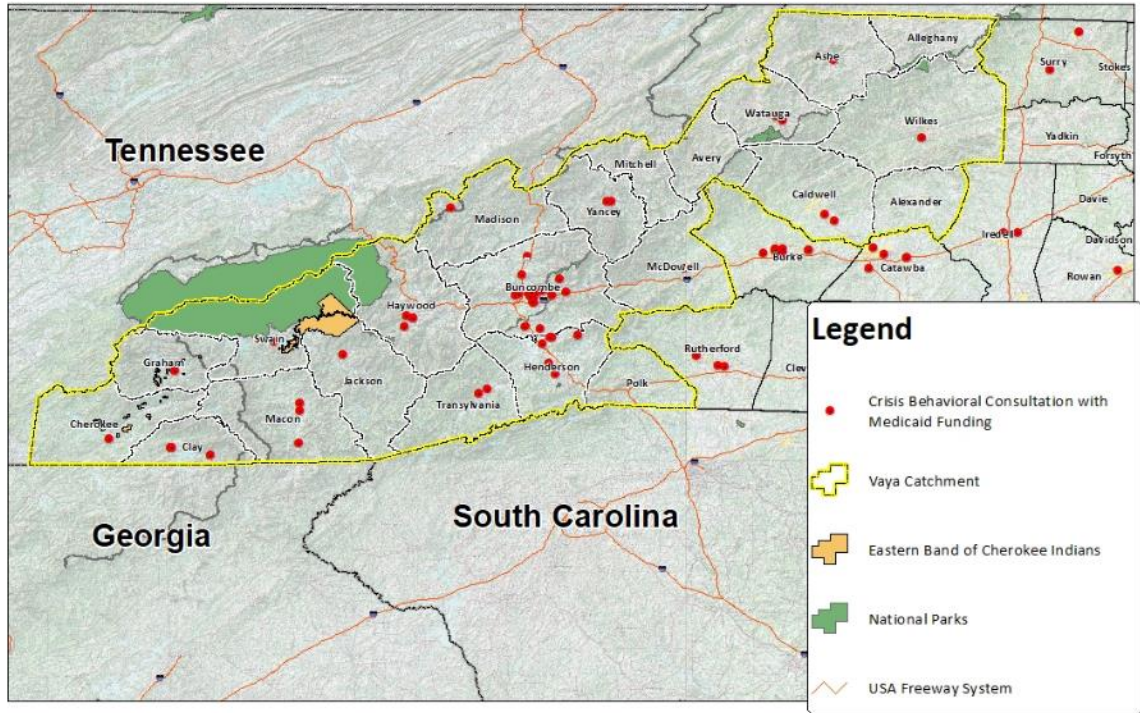 Alleghany
Ashe
Surry
Stokes
Watauga
Wilkes
Yadkin
Forsyth
Tennessee
Mitchell
Avery
Caldwell
Alexander
Davie
Madison
Yancey
Iredell
Davidson
McDowell
Burke
Catawba
Rowan
Buncombe
Haywood
Swain
Graham
Jackson
Henderson
Rutherford
Clev
Polk
Transylvania
Macon
Cherokee
Clay
Georgia
South Carolina
Legend
Crisis Behavioral Consultation with
Medicaid Funding
Vaya Catchment
Eastern Band of Cherokee Indians
National Parks
USA Freeway System